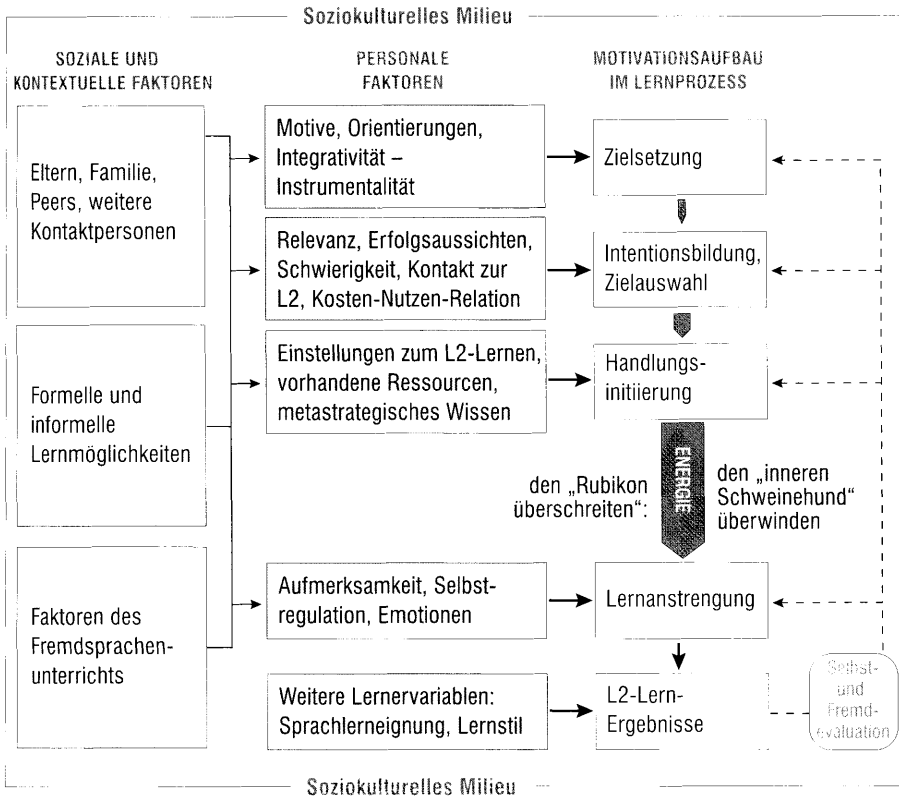 Soziokulturelles Milieu
SOZIALE UND
KONTEXTUELLE FAKTOREN
PERSONALE
FAKTOREN
MOTIVATIONSAUFBAU
IM LERNPROZESS
Eltern, Familie,
Peers, weitere
Kontaktpersonen
Formelle und
informelle
Lernmöglichkeiten
Faktoren des
Fremdsprachen-
unterrichts
Motive, Orientierungen,
Integrativität –
Instrumentalität
Relevanz, Erfolgsaussichten,
Schwierigkeit, Kontakt zur
L2, Kosten-Nutzen-Relation
Einstellungen zum L2-Lernen,
vorhandene Ressourcen,
metastrategisches Wissen
Aufmerksamkeit, Selbst-
regulation, Emotionen
Weitere Lernervariablen:
Sprachlerneignung, Lernstil
Zielsetzung
Intentionsbildung,
Zielauswahl
Handlungs-
initiierung
den „Rubikon
überschreiten“:
ENERGIE
den „inneren
Schweinehund“
überwinden
Lernanstrengung
L2-Lern-
Ergebnisse
Selbst-
und
Fremd-
evaluation
Soziokulturelles Milieu